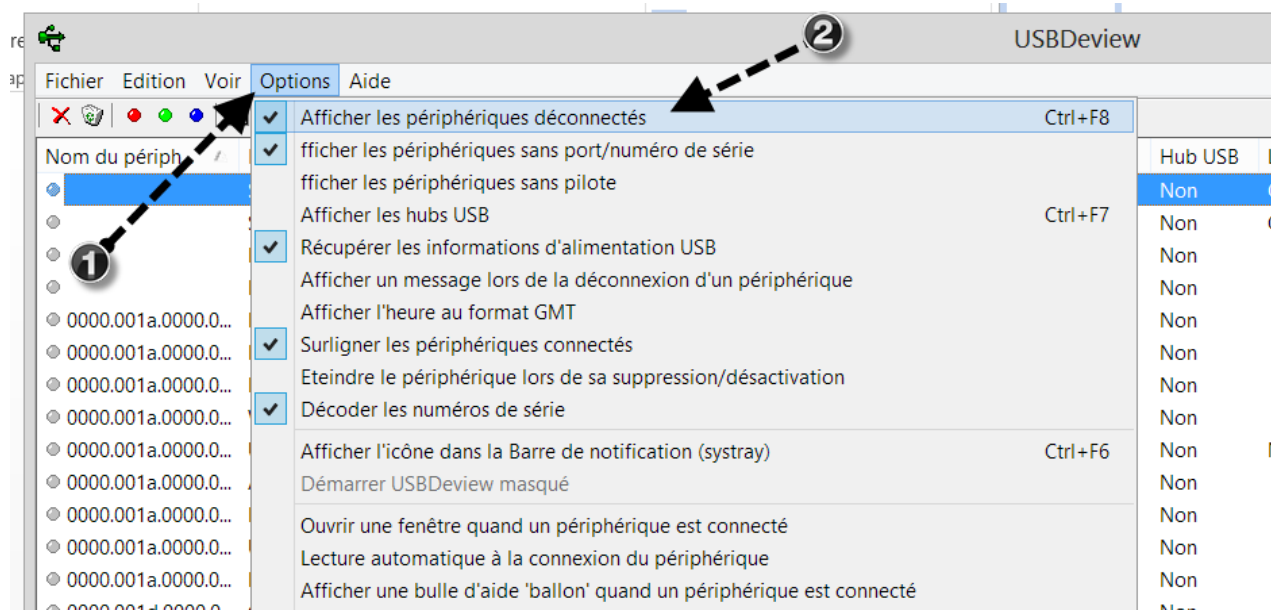 re
USBDeview
2
ap
Fichier Edition Voir Options Aide
1
Afficher les périphériques déconnectés Ctrl+F8
Nom du périph... fficher les périphériques sans port/numéro de série Hub USB
fficher les périphériques sans pilote Non
Afficher les hubs USB Ctrl+F7 Non
Récupérer les informations d'alimentation USB Non
Afficher un message lors de la déconnexion d'un périphérique Non
0000.001a.0000.0... Afficher l'heure au format GMT Non
0000.001a.0000.0... Surligner les périphériques connectés Non
0000.001a.0000.0... Eteindre le périphérique lors de sa suppression/désactivation Non
0000.001a.0000.0... Décoder les numéros de série Non
0000.001a.0000.0... Afficher l'icône dans la Barre de notification (systray) Ctrl+F6 Non
0000.001a.0000.0... Démarrer USBDeview masqué Non
0000.001a.0000.0... Ouvrir une fenêtre quand un périphérique est connecté Non
0000.001a.0000.0... Lecture automatique à la connexion du périphérique Non
0000.001a.0000.0... Afficher une bulle d'aide 'ballon' quand un périphérique est connecté Non